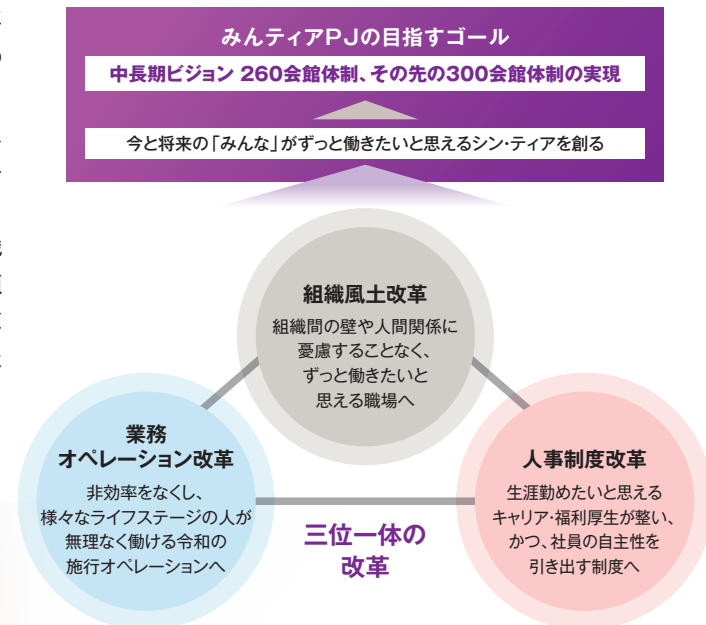 みんティアPJの目指すゴール
中長期ビジョン 260会館体制、その先の300会館体制の実現
今と将来の「みんな」がずっと働きたいと思えるシン・ティアを創る
組織風土改革
組織間の壁や人間関係に
憂慮することなく、
ずっと働きたいと
思える職場へ
業務
オペレーション改革
非効率をなくし、
様々なライフステージの人が
無理なく働ける令和の
施行オペレーションへ
三位一体の
改革
人事制度改革
生涯勤めたいと思える
キャリア・福利厚生が整い、
かつ、社員の自主性を
引き出す制度へ